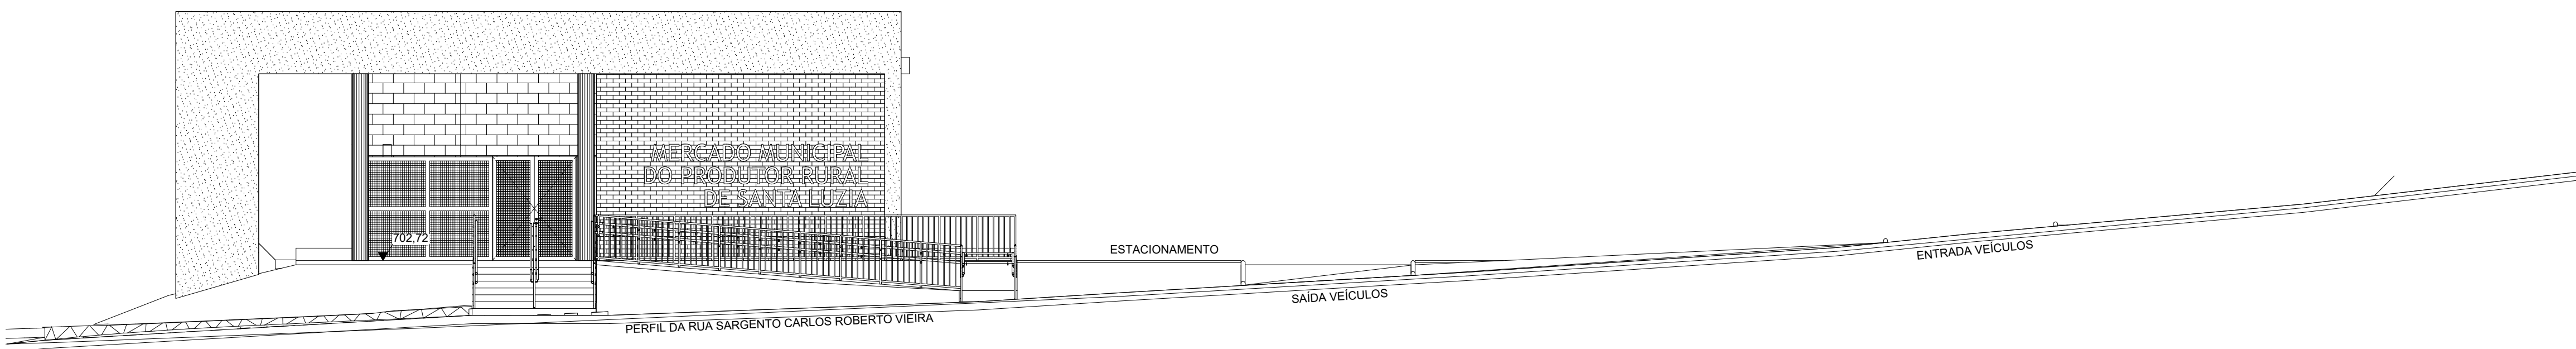 MERCADO MUNICIPAL
DO PRODUTOR RURAL
DE SANTA LUZIA
702,72
ESTACIONAMENTO
ENTRADA VEÍCULOS
SAÍDA VEÍCULOS
PERFIL DA RUA SARGENTO CARLOS ROBERTO VIEIRA